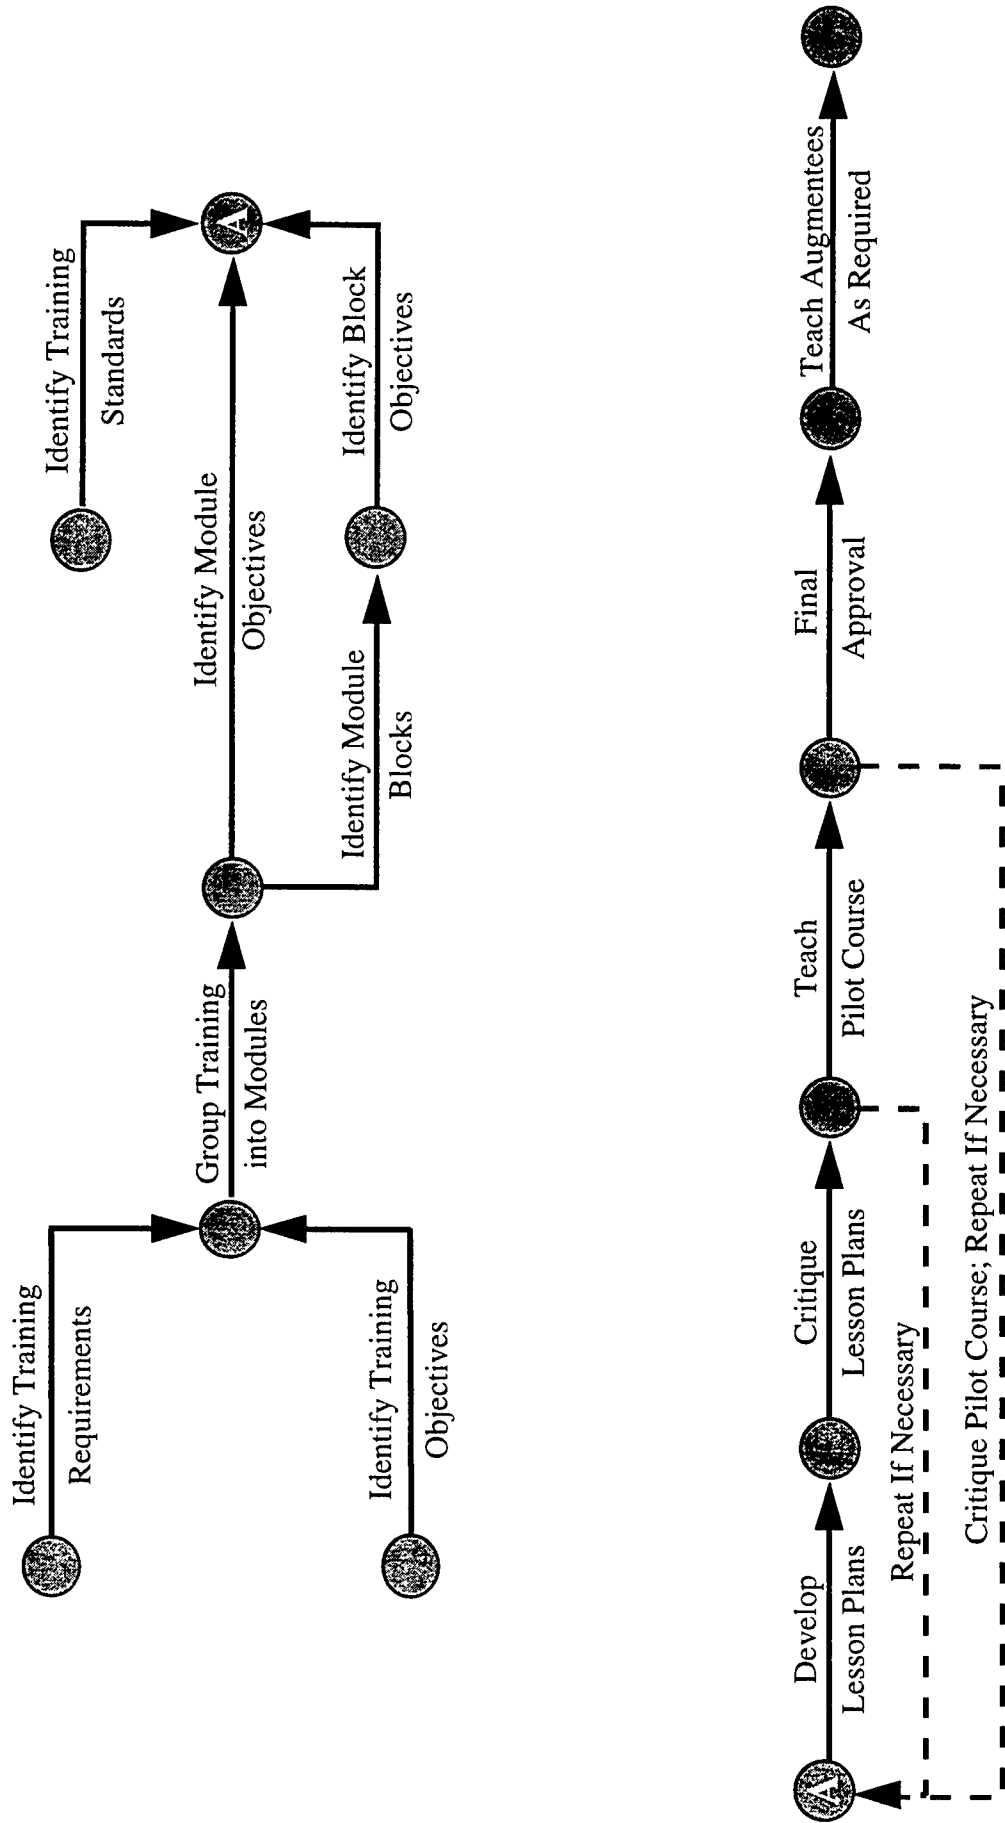 Identify Training
Requirements
Identify Training
Objectives
Group Training
into Modules
Identify Module
Objectives
Identify Module
Blocks
Identify Training
Standards
Identify Block
Objectives
A
A
Develop
Lesson Plans
Critique
Lesson Plans
Repeat If Necessary
Teach
Pilot Course
Critique Pilot Course; Repeat If Necessary
Final
Approval
Teach Augmentees
As Required